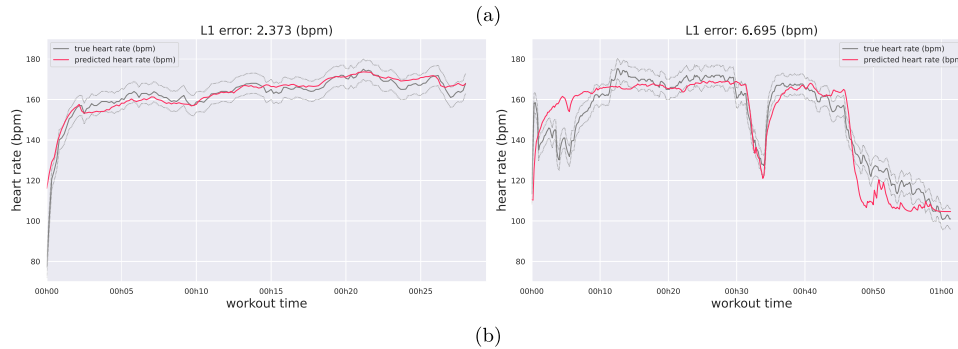 (a)
L1 error: 2.373 (bpm)
true heart rate (bpm)
predicted heart rate (bpm)
180
160
140
120
100
80
heart rate (bpm)
00h00
00h05
00h10
00h15
00h20
00h25
workout time
L1 error: 6.695 (bpm)
true heart rate (bpm)
predicted heart rate (bpm)
180
160
140
120
100
80
heart rate (bpm)
00h00
00h10
00h20
00h30
00h40
00h50
01h00
workout time
(b)